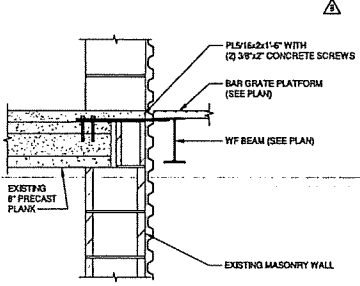 B
PL5/16x2x1'-6" WITH
(2) 3/8"x2" CONCRETE SCREWS
BAR GRATE PLATFORM
(SEE PLAN)
WF BEAM (SEE PLAN)
EXISTING
8" PRECAST
PLANK
EXISTING MASONRY WALL